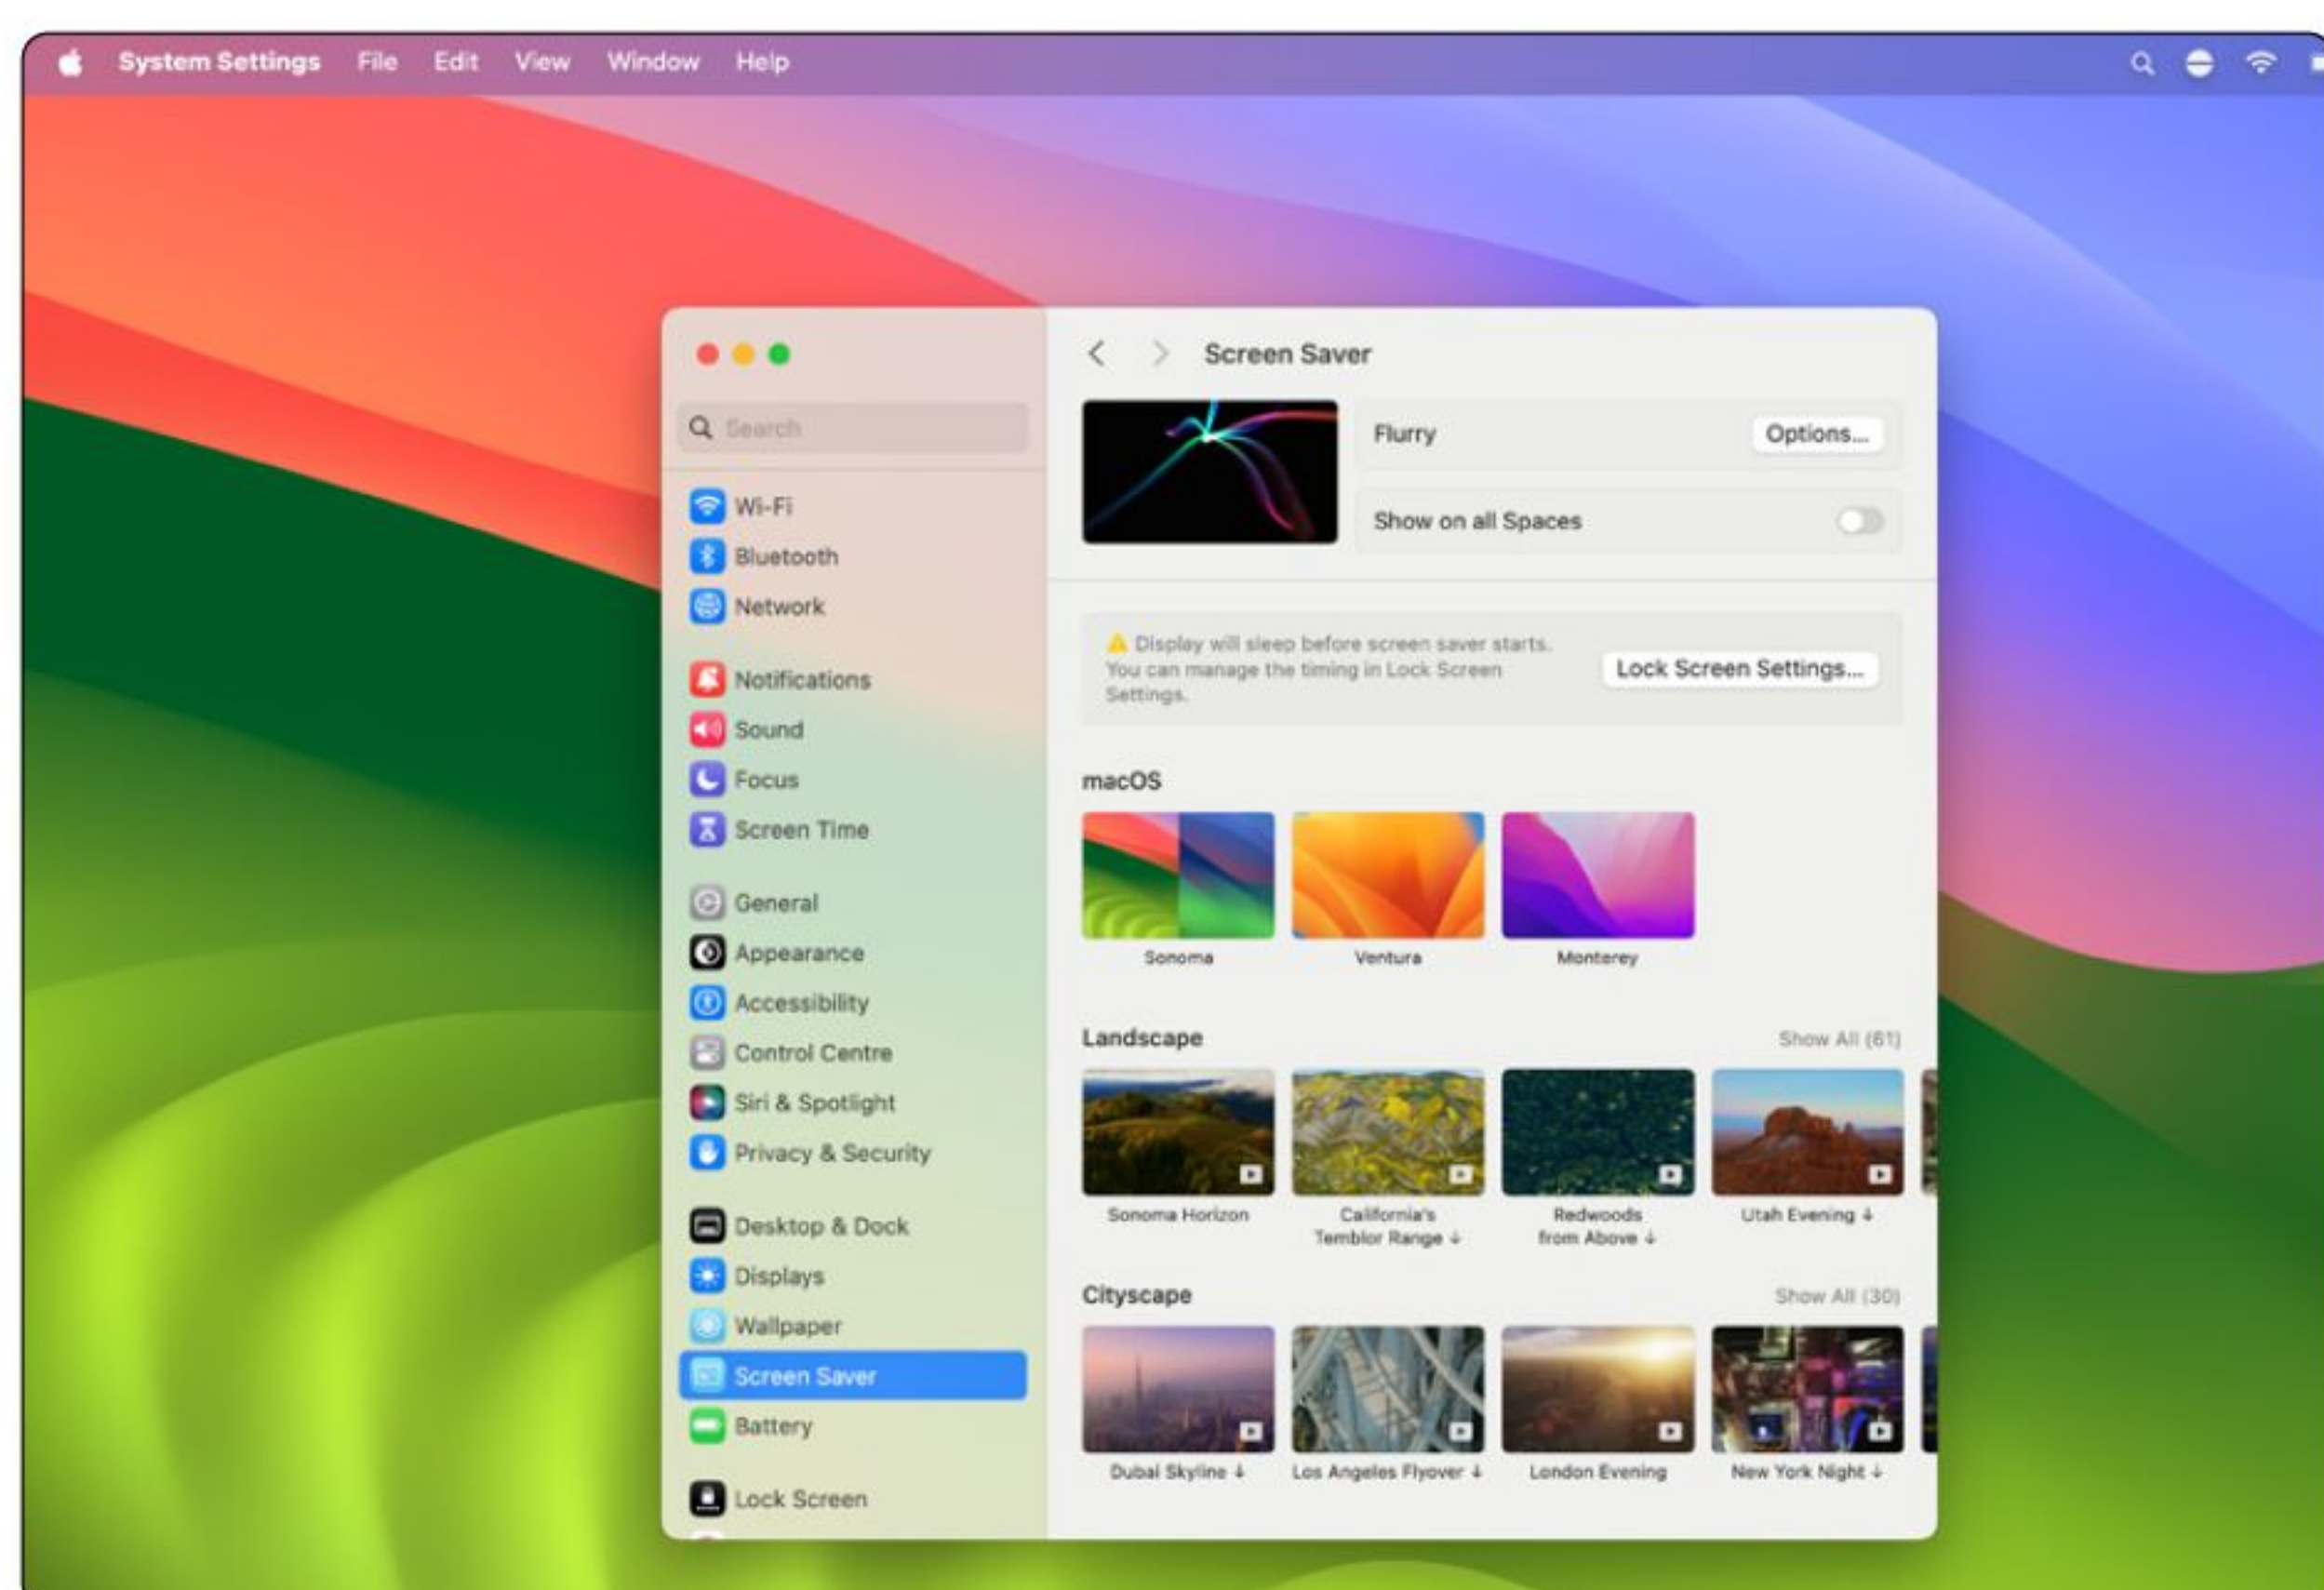 System Settings File Edit View Window Help
Search
Wi-Fi
Bluetooth
Network
Notifications
Sound
Focus
Screen Time
General
Appearance
Accessibility
Control Centre
Siri & Spotlight
Privacy & Security
Desktop & Dock
Displays
Wallpaper
Screen Saver
Battery
Lock Screen
Screen Saver
Flurry Options...
Show on all Spaces
Display will sleep before screen saver starts.
You can manage the timing in Lock Screen
Settings.
Lock Screen Settings...
macOS
Sonoma Ventura Monterey
Landscape Show All (61)
Sonoma Horizon
California's
Temblor Range ↓
Redwoods
from Above ↓
Utah Evening ↓
Cityscape Show All (30)
Dubai Skyline ↓ Los Angeles Flyover ↓ London Evening New York Night ↓